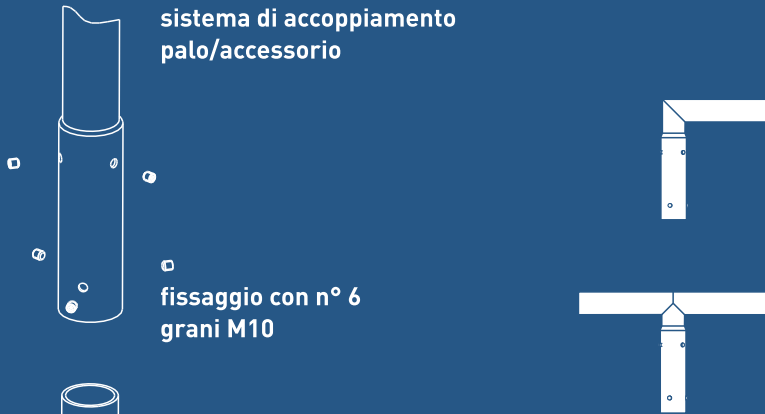 sistema di accoppiamento
palo/accessorio
fissaggio con n° 6
grani M10